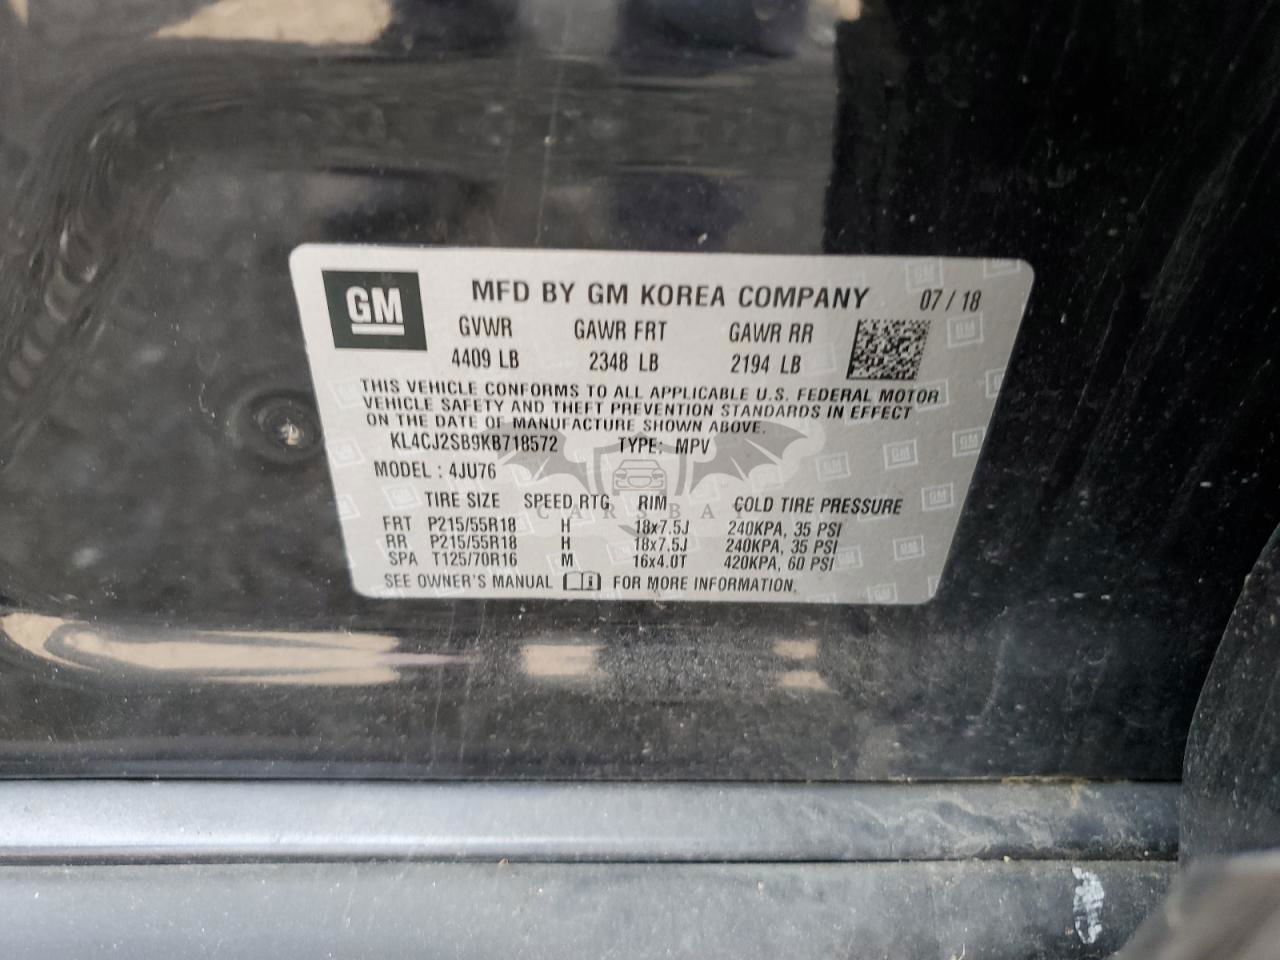 GM MFD BY GM KOREA COMPANY 07 / 18
GVWR GAWR FRT GAWR RR
4409 LB 2348 LB 2194 LB
THIS VEHICLE CONFORMS TO ALL APPLICABLE U.S. FEDERAL MOTOR
VEHICLE SAFETY AND THEFT PREVENTION STANDARDS IN EFFECT
ON THE DATE OF MANUFACTURE SHOWN ABOVE.
KL4CJ2SB9KB718572 TYPE: MPV
MODEL : 4JU76
TIRE SIZE SPEED RTG RIM COLD TIRE PRESSURE
CARSBAY
FRT P215/55R18 H 18x7.5J 240KPA, 35 PSI
RR P215/55R18 H 18x7.5J 240KPA, 35 PSI
SPA T125/70R16 M 16x4.0T 420KPA, 60 PSI
SEE OWNER'S MANUAL FOR MORE INFORMATION.